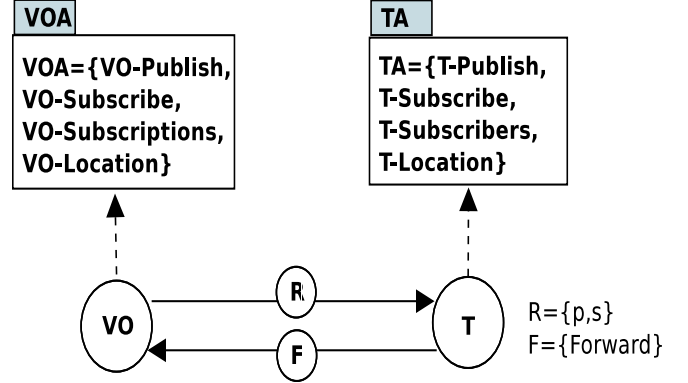 VOA
VOA={VO-Publish,
VO-Subscribe,
VO-Subscriptions,
VO-Location}
TA
TA={T-Publish,
T-Subscribe,
T-Subscribers,
T-Location}
R
VO
T
F
R={p,s}
F={Forward}